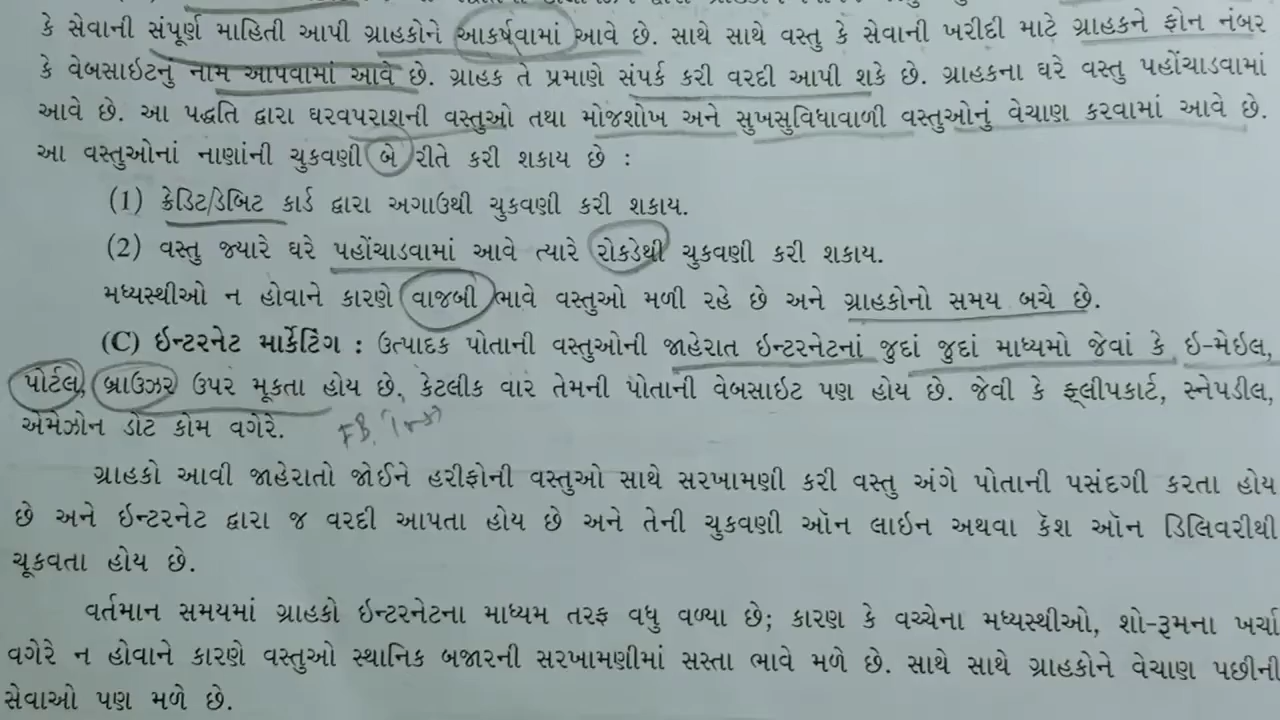 કે સેવાની સંપૂર્ણ માહિતી આપી ગ્રાહકોને આકર્ષવામાં આવે છે. સાથે સાથે વસ્તુ કે સેવાની ખરીદી માટે ગ્રાહકને ફોન નંબર
કે વેબસાઇટનું નામ આપવામાં આવે છે. ગ્રાહક તે પ્રમાણે સંપર્ક કરી વરદી આપી શકે છે. ગ્રાહકના ઘરે વસ્તુ પહોંચાડવામાં
આવે છે. આ પદ્ધતિ દ્વારા ઘરવપરાશની વસ્તુઓ તથા મોજશોખ અને સુખસુવિધાવાળી વસ્તુઓનું વેચાણ કરવામાં આવે છે.
આ વસ્તુઓનાં નાણાંની ચુકવણી બે રીતે કરી શકાય છે :
(1) ક્રેડિટ/ડેબિટ કાર્ડ દ્વારા અગાઉથી ચુકવણી કરી શકાય.
(2) વસ્તુ જ્યારે ઘરે પહોંચાડવામાં આવે ત્યારે રોકડેથી ચુકવણી કરી શકાય.
મધ્યસ્થીઓ ન હોવાને કારણે વાજબી ભાવે વસ્તુઓ મળી રહે છે અને ગ્રાહકોનો સમય બચે છે.
(C) ઇન્ટરનેટ માર્કેટિંગ : ઉત્પાદક પોતાની વસ્તુઓની જાહેરાત ઇન્ટરનેટનાં જુદાં જુદાં માધ્યમો જેવાં કે ઇ-મેઇલ,
પોર્ટલ, બ્રાઉઝર ઉપર મૂકતા હોય છે. કેટલીક વાર તેમની પોતાની વેબસાઇટ પણ હોય છે. જેવી કે ફ્લીપકાર્ટ, સ્નેપડીલ,
એમેઝોન ડોટ કોમ વગેરે. FB,
ગ્રાહકો આવી જાહેરાતો જોઈને હરીફોની વસ્તુઓ સાથે સરખામણી કરી વસ્તુ અંગે પોતાની પસંદગી કરતા હોય
છે અને ઇન્ટરનેટ દ્વારા જ વરદી આપતા હોય છે અને તેની ચુકવણી ઑન લાઇન અથવા કૅશ ઑન ડિલિવરીથી
ચૂકવતા હોય છે.
વર્તમાન સમયમાં ગ્રાહકો ઇન્ટરનેટના માધ્યમ તરફ વધુ વળ્યા છે; કારણ કે વચ્ચેના મધ્યસ્થીઓ, શો-રૂમના ખર્ચા
વગેરે ન હોવાને કારણે વસ્તુઓ સ્થાનિક બજારની સરખામણીમાં સસ્તા ભાવે મળે છે. સાથે સાથે ગ્રાહકોને વેચાણ પછીની
સેવાઓ પણ મળે છે.